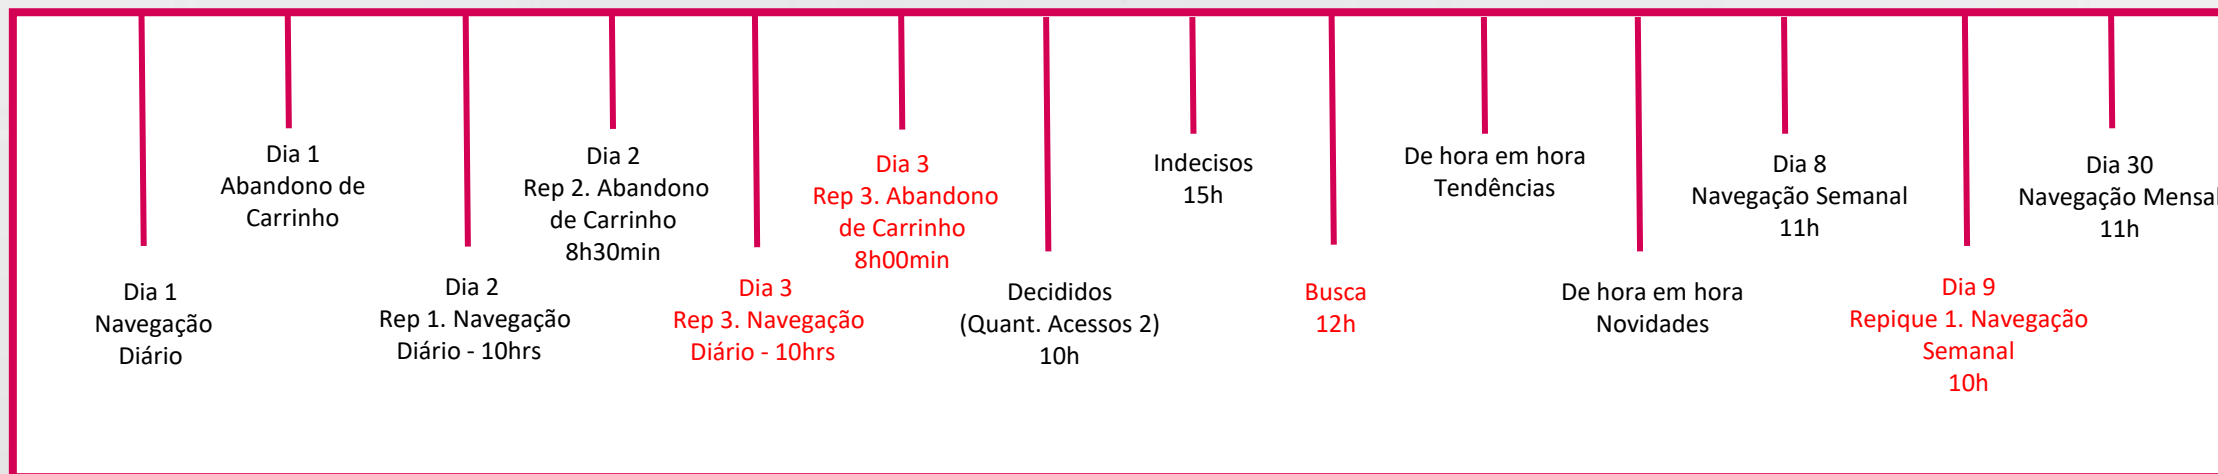 Dia 1
Navegação
Diário
Dia 1
Abandono de
Carrinho
Dia 2
Rep 1. Navegação
Diário - 10hrs
Dia 2
Rep 2. Abandono
de Carrinho
8h30min
Dia 3
Rep 3. Navegação
Diário - 10hrs
Dia 3
Rep 3. Abandono
de Carrinho
8h00min
Decididos
(Quant. Acessos 2)
10h
Indecisos
15h
Busca
12h
De hora em hora
Tendências
De hora em hora
Novidades
Dia 8
Navegação Semanal
11h
Dia 9
Repique 1. Navegação
Semanal
10h
Dia 30
Navegação Mensal
11h